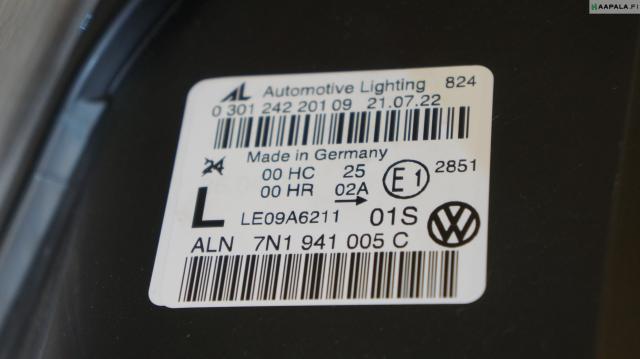 HAAPALA.FI
AL Automotive Lighting 824
0 301 242 201 09 21.07.22
24 Made in Germany
00 HC 25 E1 2851
00 HR 02A
L LE09A6211 01S
ALN 7N1 941 005 C